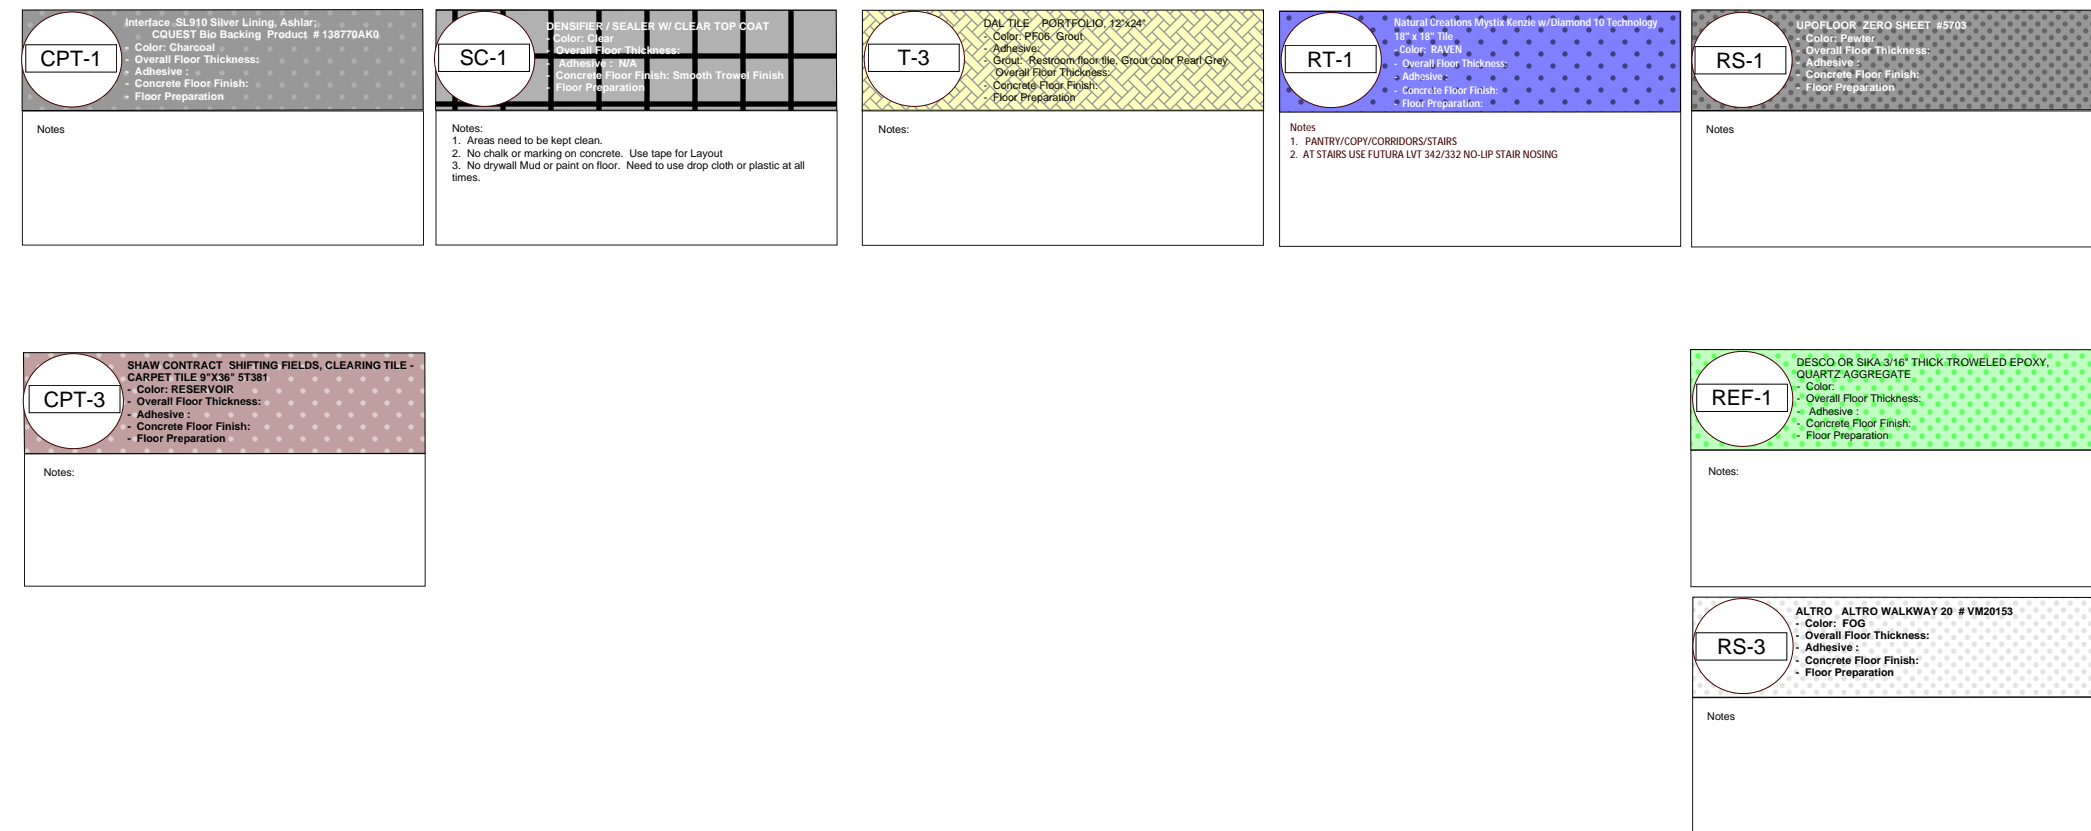 CPT-1
Interface SL910 Silver Lining, Ashlar;
CQUEST Bio Backing Product # 138770AK0
- Color: Charcoal
- Overall Floor Thickness:
- Adhesive :
- Concrete Floor Finish:
- Floor Preparation
Notes
SC-1
DENSIFIER / SEALER W/ CLEAR TOP COAT
- Color: Clear
- Overall Floor Thickness:
- Adhesive : N/A
- Concrete Floor Finish: Smooth Trowel Finish
- Floor Preparation
Notes:
1. Areas need to be kept clean.
2. No chalk or marking on concrete. Use tape for Layout
3. No drywall Mud or paint on floor. Need to use drop cloth or plastic at all
times.
T-3
DAL TILE PORTFOLIO, 12"x24"
- Color: PF06 Grout
- Adhesive:
- Grout: Restroom floor tile, Grout color Pearl Grey
Overall Floor Thickness:
- Concrete Floor Finish:
- Floor Preparation
Notes:
RT-1
Natural Creations Mystix Kenzie w/Diamond 10 Technology
18" x 18" Tile
- Color: RAVEN
- Overall Floor Thickness:
- Adhesive:
- Concrete Floor Finish:
- Floor Preparation:
Notes
1. PANTRY/COPY/CORRIDORS/STAIRS
2. AT STAIRS USE FUTURA LVT 342/332 NO-LIP STAIR NOSING
RS-1
UPOFLOOR ZERO SHEET #5703
- Color: Pewter
- Overall Floor Thickness:
- Adhesive :
- Concrete Floor Finish:
- Floor Preparation
Notes
CPT-3
SHAW CONTRACT SHIFTING FIELDS, CLEARING TILE -
CARPET TILE 9"X36" 5T381
- Color: RESERVOIR
- Overall Floor Thickness:
- Adhesive :
- Concrete Floor Finish:
- Floor Preparation
Notes:
REF-1
DESCO OR SIKA 3/16" THICK TROWELED EPOXY,
QUARTZ AGGREGATE
- Color:
- Overall Floor Thickness:
- Adhesive :
- Concrete Floor Finish:
- Floor Preparation
Notes:
RS-3
ALTRO ALTRO WALKWAY 20 # VM20153
- Color: FOG
- Overall Floor Thickness:
- Adhesive :
- Concrete Floor Finish:
- Floor Preparation
Notes